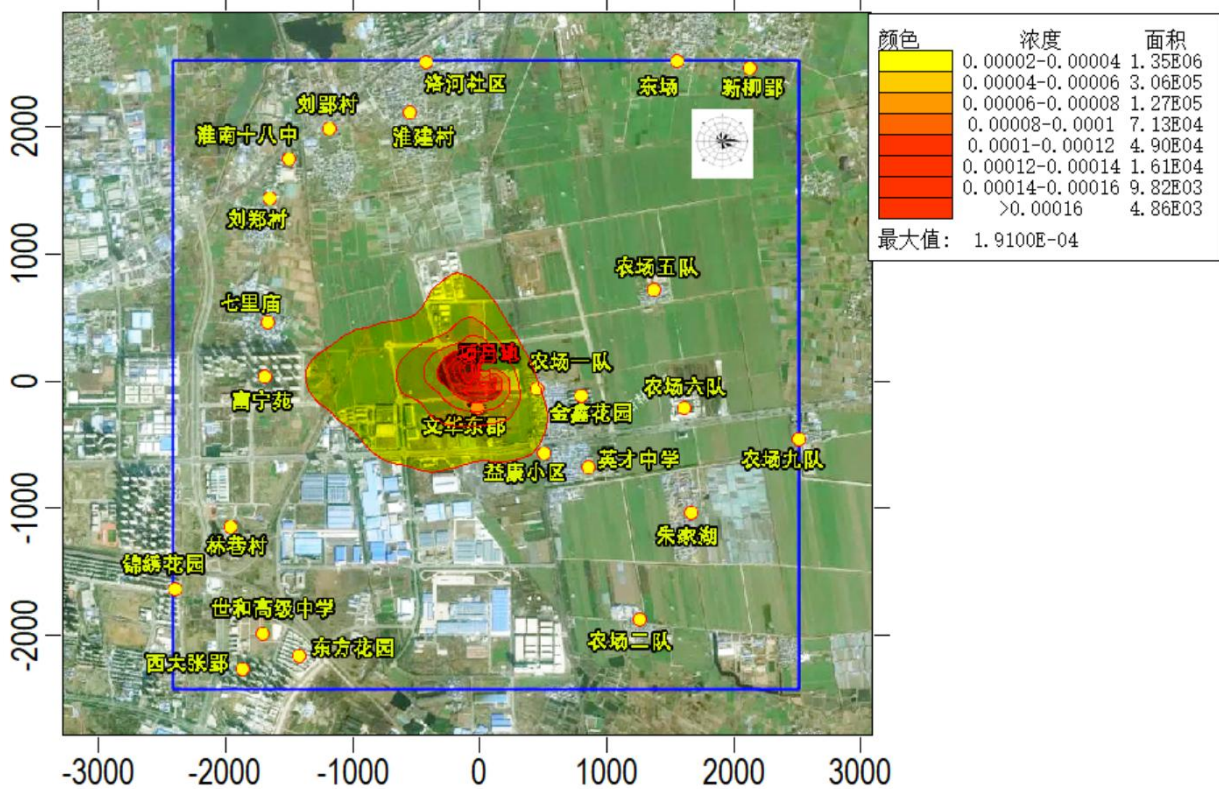 颜色 浓度 面积
0.00002-0.00004 1.35E06
0.00004-0.00006 3.06E05
0.00006-0.00008 1.27E05
0.00008-0.0001 7.13E04
0.0001-0.00012 4.90E04
0.00012-0.00014 1.61E04
0.00014-0.00016 9.82E03
>0.00016 4.86E03
最大值: 1.9100E-04
洛河社区
东场
新柳郢
刘郢村
淮南十八中
淮建村
刘郑村
农场五队
七里庙
项目地
农场一队
富宁苑
农场六队
金鑫花园
文华东郡
农场九队
益康小区
英才中学
朱家湖
林巷村
锦绣花园
世和高级中学
东方花园
西大张郢
农场二队
2000
1000
0
-1000
-2000
-3000 -2000 -1000 0 1000 2000 3000